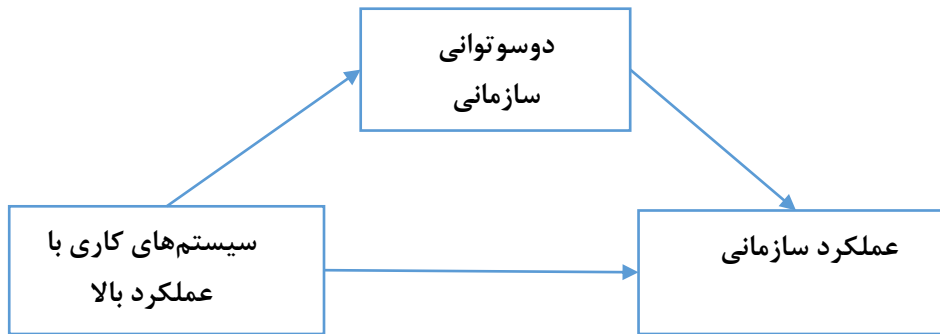 دوسوتوانی
سازمانی
سیستم‌های کاری با
عملکرد بالا
عملکرد سازمانی